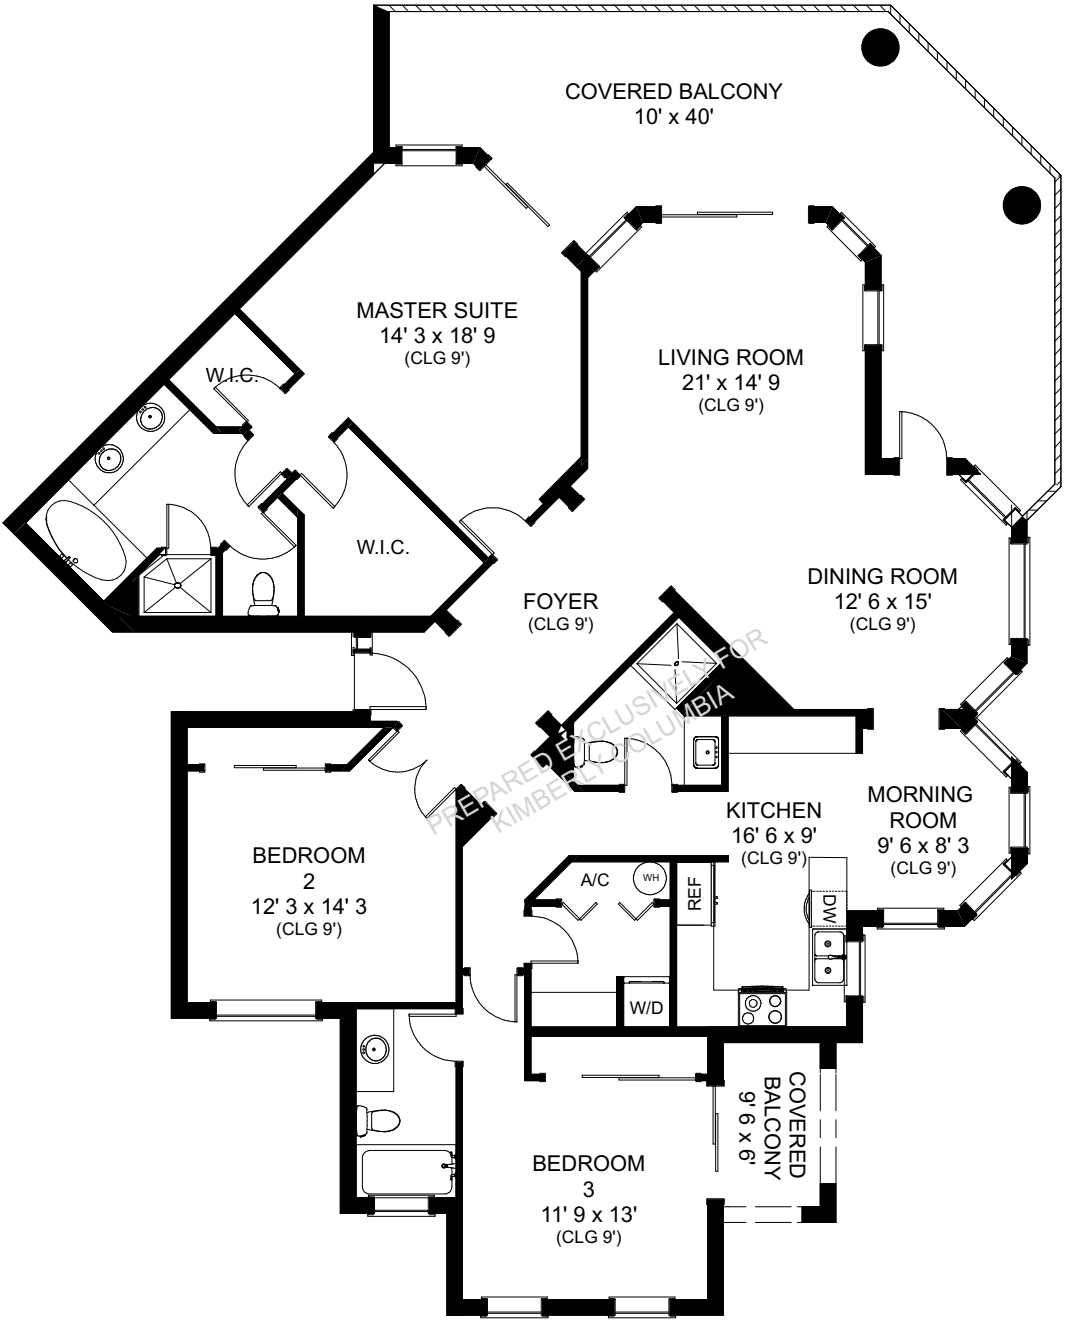 COVERED BALCONY
10' x 40'
MASTER SUITE
14' 3 x 18' 9
(CLG 9')
W.I.C.
LIVING ROOM
21' x 14' 9
(CLG 9')
W.I.C.
FOYER
(CLG 9')
DINING ROOM
12' 6 x 15'
(CLG 9')
PREPARED EXCLUSIVELY FOR
KIMBERLY COLUMBIA
KITCHEN
16' 6 x 9'
(CLG 9')
MORNING
ROOM
9' 6 x 8' 3
(CLG 9')
BEDROOM
2
12' 3 x 14' 3
(CLG 9')
A/C
WH
REF
DW
W/D
COVERED
BALCONY
9' 6 x 6'
BEDROOM
3
11' 9 x 13'
(CLG 9')